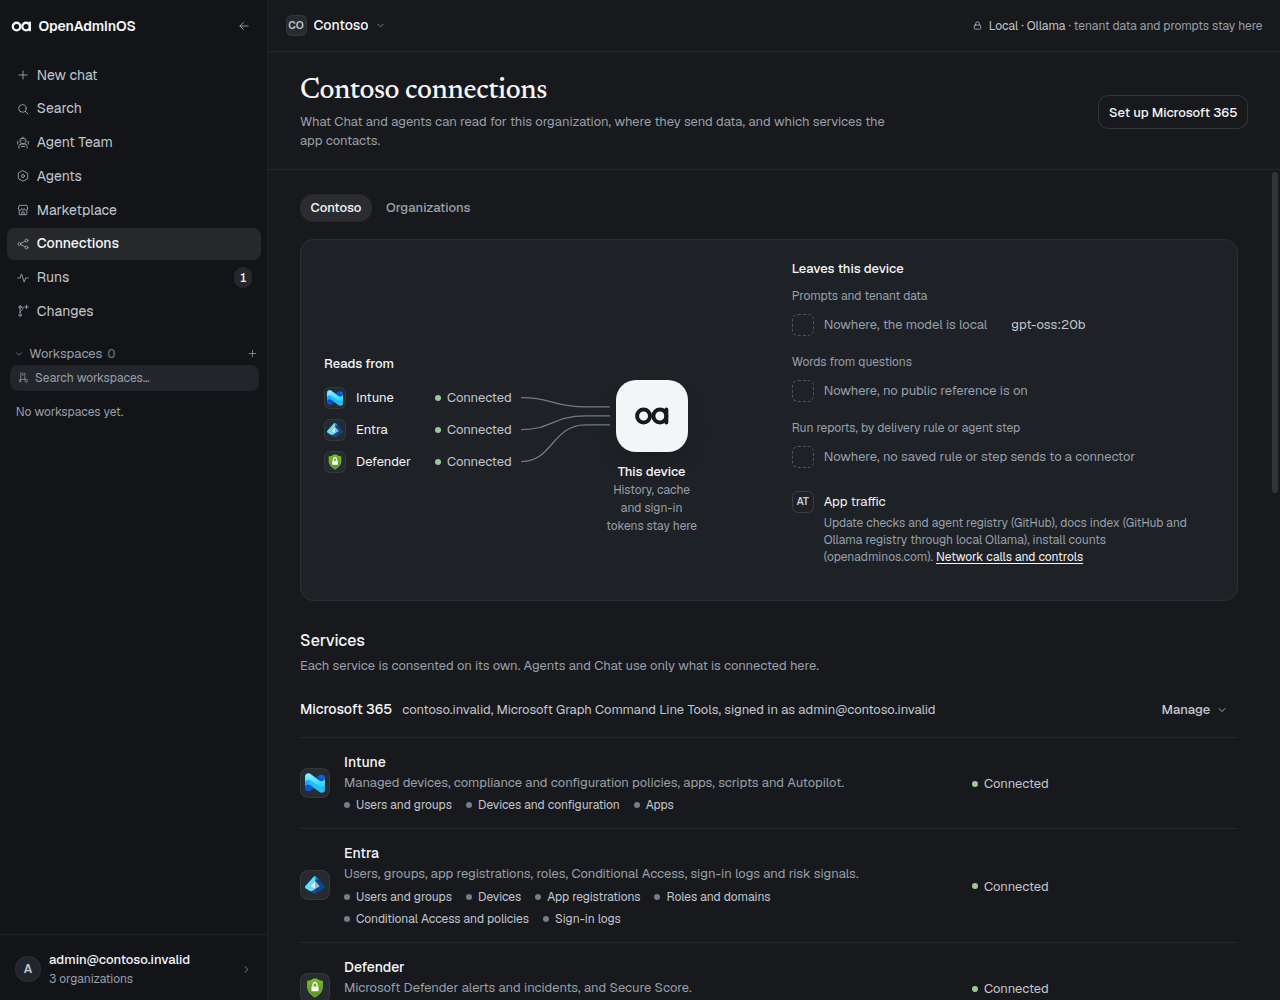 OpenAdminOS
New chat
Search
Agent Team
Agents
Marketplace
Connections
Runs 1
Changes
Workspaces 0
Search workspaces...
No workspaces yet.
A
admin@contoso.invalid
3 organizations
CO Contoso
Local · Ollama · tenant data and prompts stay here
Contoso connections
What Chat and agents can read for this organization, where they send data, and which services the
app contacts.
Set up Microsoft 365
Contoso Organizations
Reads from
Intune Connected
Entra Connected
Defender Connected
This device
History, cache
and sign-in
tokens stay here
Leaves this device
Prompts and tenant data
Nowhere, the model is local gpt-oss:20b
Words from questions
Nowhere, no public reference is on
Run reports, by delivery rule or agent step
Nowhere, no saved rule or step sends to a connector
AT App traffic
Update checks and agent registry (GitHub), docs index (GitHub and
Ollama registry through local Ollama), install counts
(openadminos.com). Network calls and controls
Services
Each service is consented on its own. Agents and Chat use only what is connected here.
Microsoft 365 contoso.invalid, Microsoft Graph Command Line Tools, signed in as admin@contoso.invalid Manage
Intune
Managed devices, compliance and configuration policies, apps, scripts and Autopilot.
Users and groups Devices and configuration Apps
Connected
Entra
Users, groups, app registrations, roles, Conditional Access, sign-in logs and risk signals.
Users and groups Devices App registrations Roles and domains
Conditional Access and policies Sign-in logs
Connected
Defender
Microsoft Defender alerts and incidents, and Secure Score.
Connected